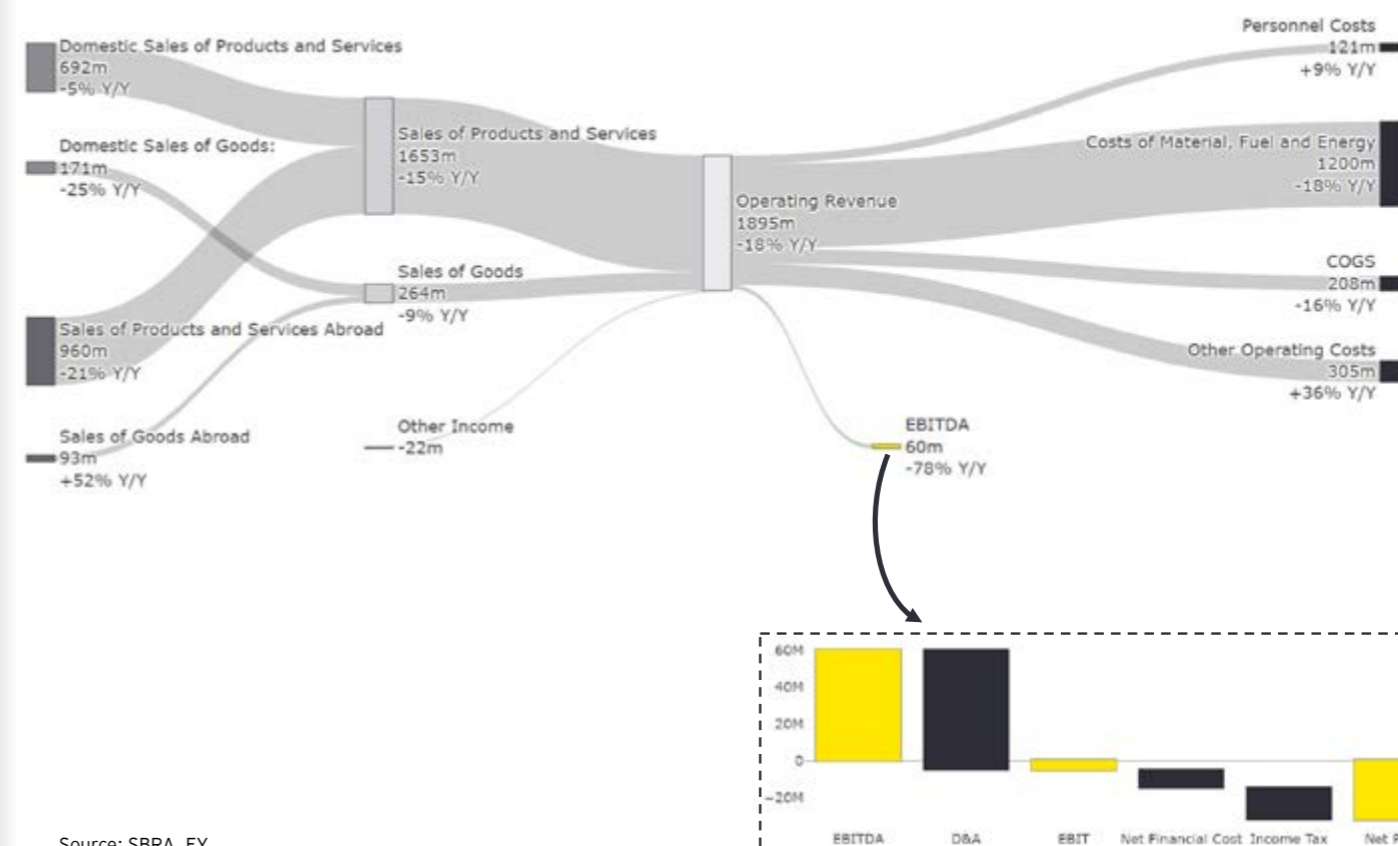 Domestic Sales of Products and Services
692m
-5% Y/Y
Domestic Sales of Goods:
171m
-25% Y/Y
Sales of Products and Services Abroad
960m
-21% Y/Y
Sales of Goods Abroad
93m
+52% Y/Y
Sales of Products and Services
1653m
-15% Y/Y
Sales of Goods
264m
-9% Y/Y
Other Income
-22m
Operating Revenue
1895m
-18% Y/Y
EBITDA
60m
-78% Y/Y
Personnel Costs
121m
+9% Y/Y
Costs of Material, Fuel and Energy
1200m
-18% Y/Y
COGS
208m
-16% Y/Y
Other Operating Costs
305m
+36% Y/Y
60M
40M
20M
0
-20M
EBITDA D&A EBIT Net Financial Cost Income Tax Net
Source: SBRA, EY